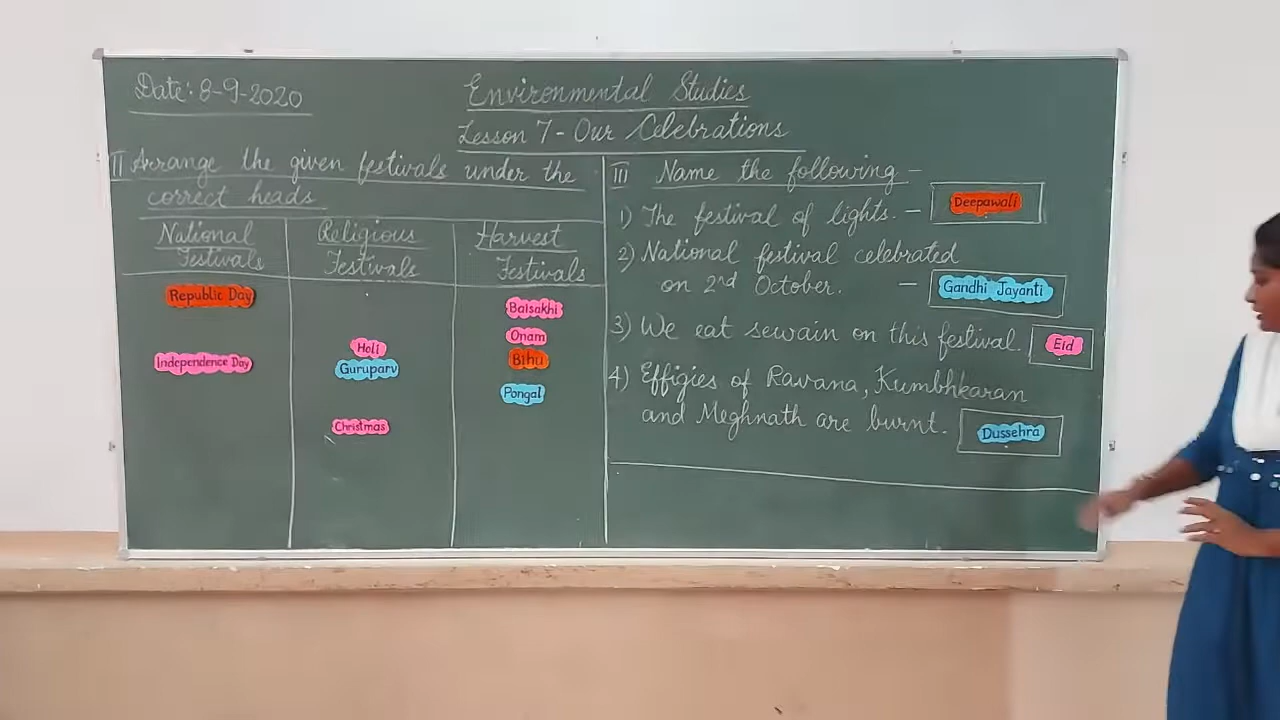 Date: 8-9-2020
Environmental Studies
Lesson 7 - Our Celebrations
II Arrange the given festivals under the
correct heads
National
Festivals
Religious
Festivals
Harvest
Festivals
Republic Day
Independence Day
Holi
Guruparv
Christmas
Baisakhi
Onam
Bihu
Pongal
III Name the following -
1) The festival of lights. - Deepawali
2) National festival celebrated
on 2nd October. - Gandhi Jayanti
3) We eat sewain on this festival. Eid
4) Effigies of Ravana, Kumbhkaran
and Meghnath are burnt. Dussehra